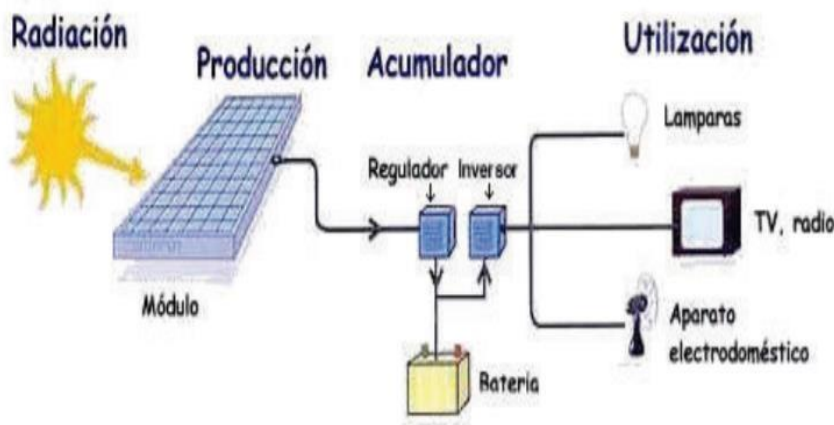 Radiación
Producción
Acumulador
Utilización
Regulador
Inversor
Módulo
Bateria
Lamparas
TV, radio
Aparato
electrodoméstico